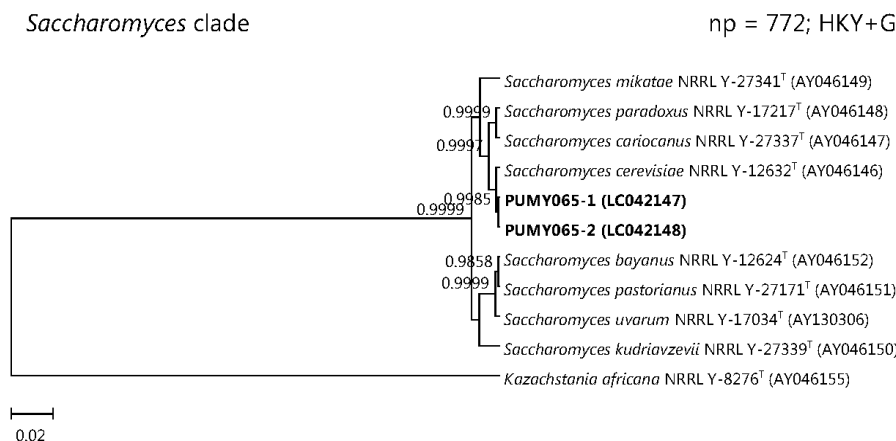 Saccharomyces clade np = 772; HKY+G
Saccharomyces mikatae NRRL Y-27341ᵀ (AY046149)
0.9999 Saccharomyces paradoxus NRRL Y-17217ᵀ (AY046148)
0.9997 Saccharomyces cariocanus NRRL Y-27337ᵀ (AY046147)
Saccharomyces cerevisiae NRRL Y-12632ᵀ (AY046146)
0.9985 PUMY065-1 (LC042147)
0.9999
PUMY065-2 (LC042148)
0.9858 Saccharomyces bayanus NRRL Y-12624ᵀ (AY046152)
0.9999 Saccharomyces pastorianus NRRL Y-27171ᵀ (AY046151)
Saccharomyces uvarum NRRL Y-17034ᵀ (AY130306)
Saccharomyces kudriavzevii NRRL Y-27339ᵀ (AY046150)
Kazachstania africana NRRL Y-8276ᵀ (AY046155)
0.02